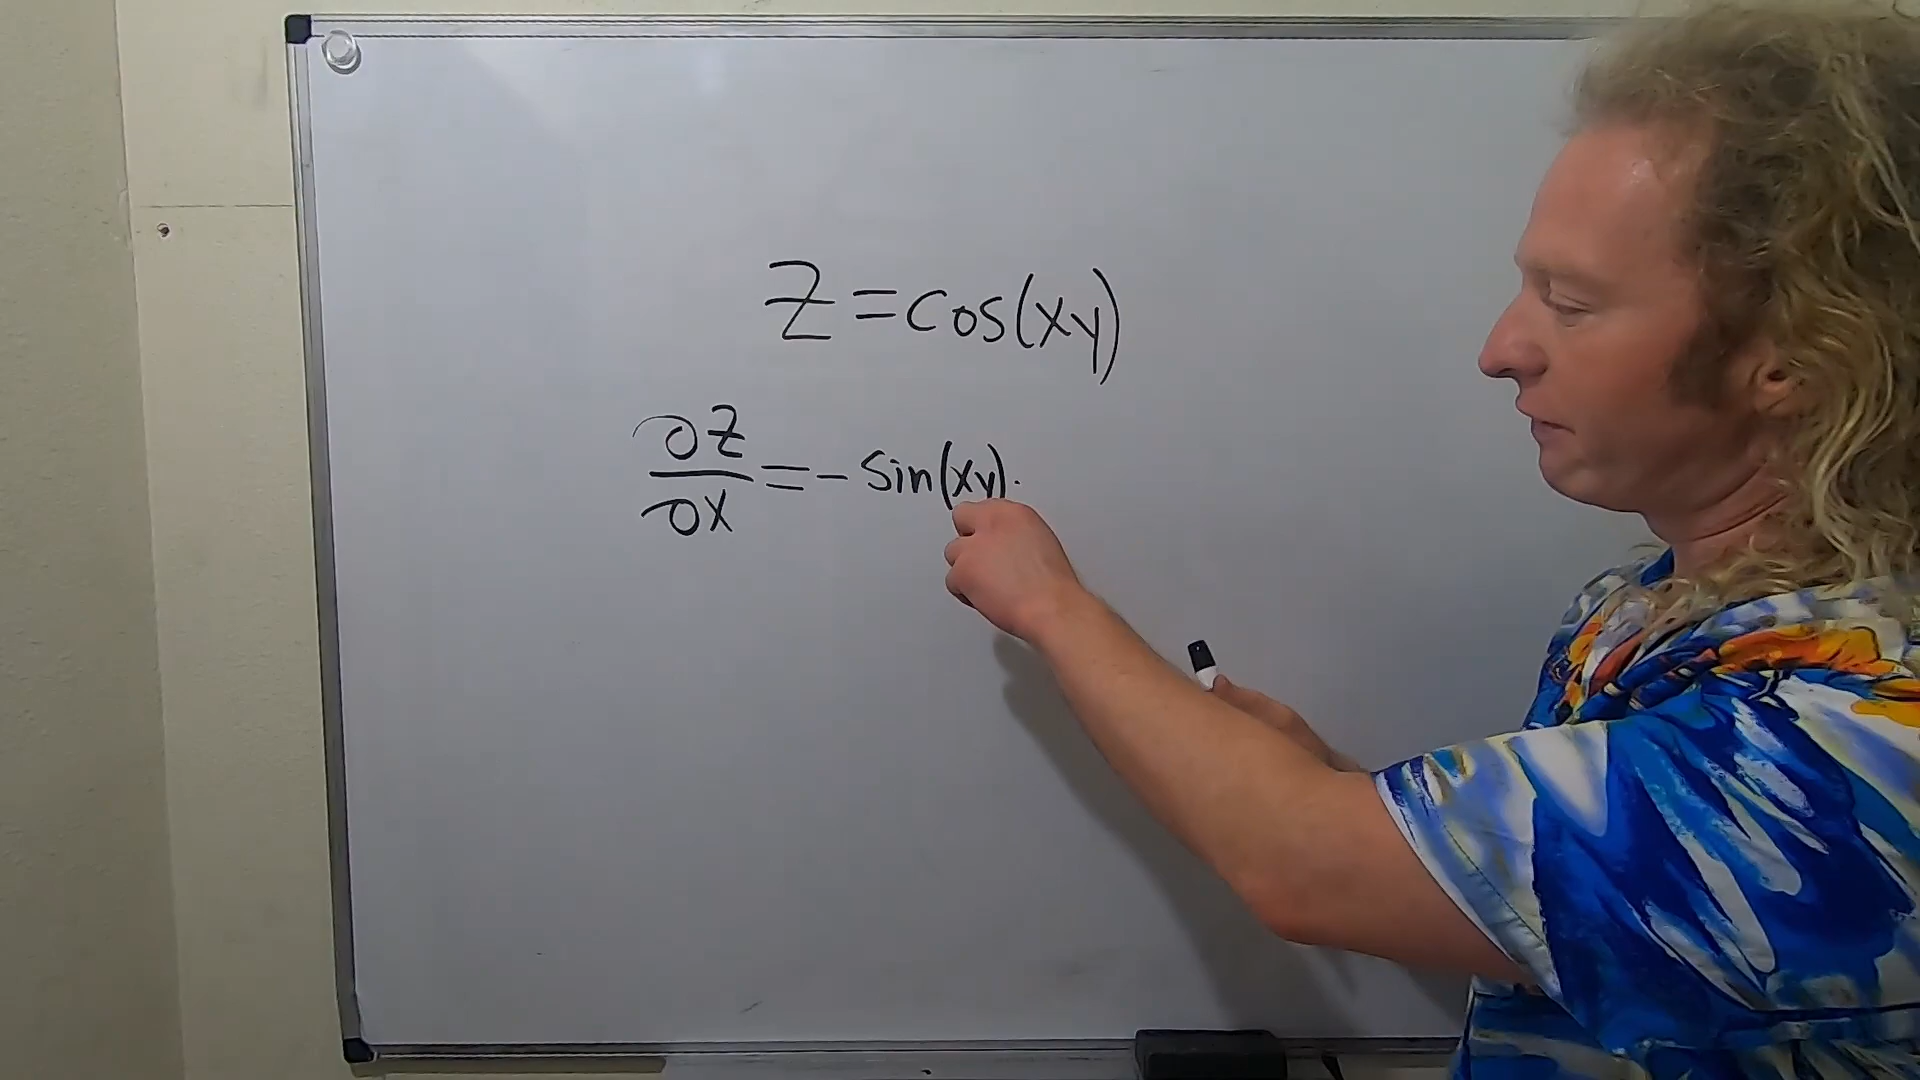 Z = cos(xy)
∂Z/∂x = - sin(xy).